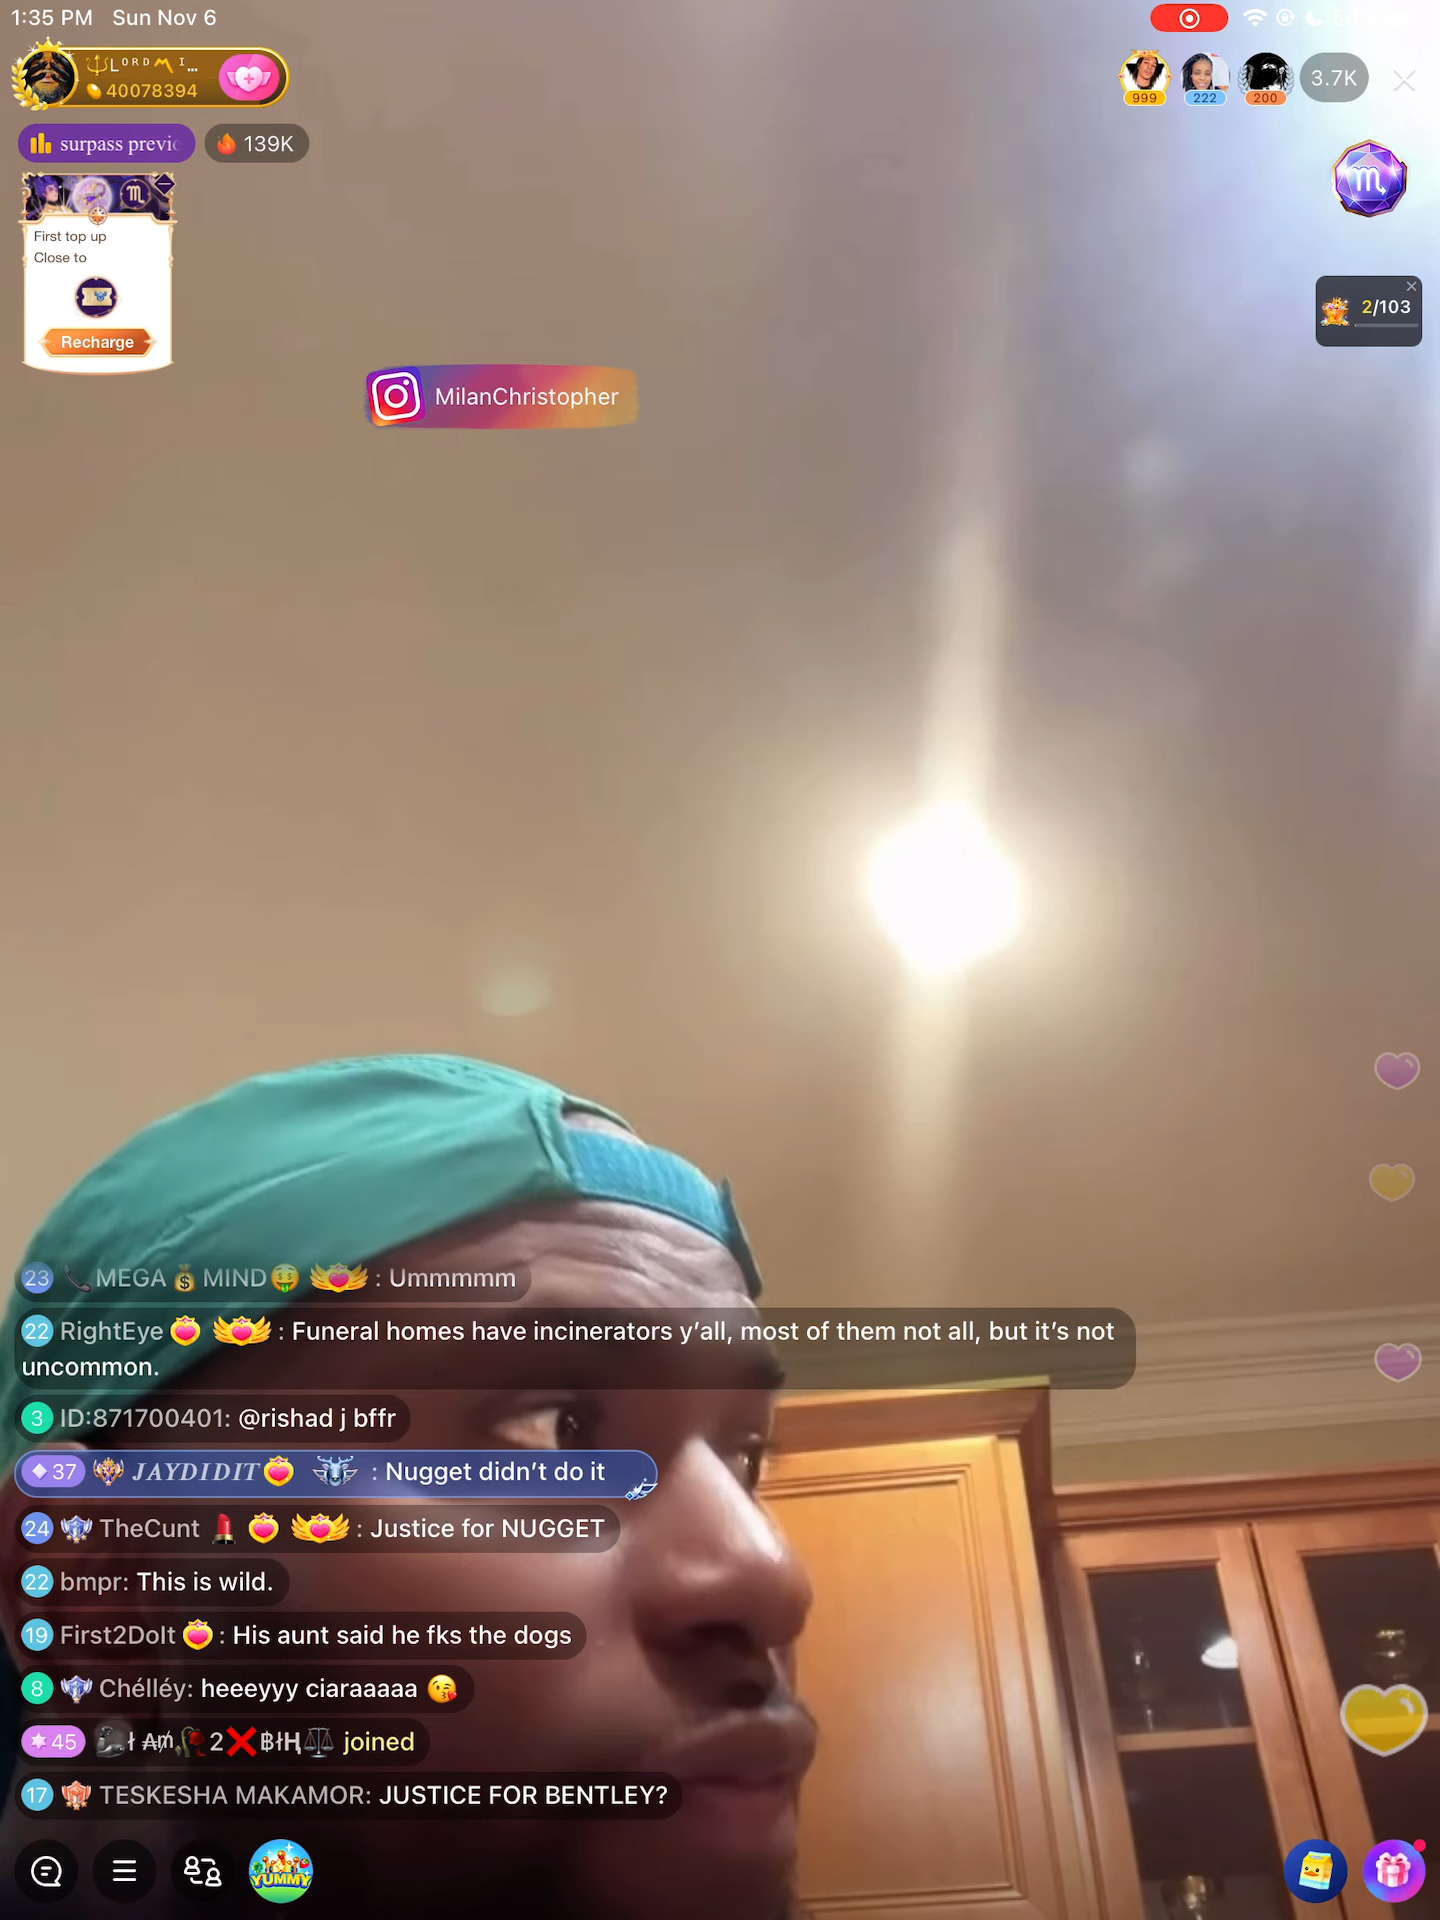 1:35 PM Sun Nov 6
Lᴼᴿᴰ ᴵ...
40078394
999
222
200
3.7K
surpass previ
139K
First top up
Close to
Recharge
2/103
MilanChristopher
23 📞MEGA💰MIND🤑 : Ummmmm
22 RightEye : Funeral homes have incinerators y’all, most of them not all, but it’s not
uncommon.
3 ID:871700401: @rishad j bffr
37 JAYDIDIT : Nugget didn’t do it
24 TheCunt 💄 : Justice for NUGGET
22 bmpr: This is wild.
19 First2DoIt : His aunt said he fks the dogs
8 Chélléy: heeeyyy ciaraaaaa 😘
45 🦍ł ₳₥🥀2❌฿łⱧ⚖️ joined
17 TESKESHA MAKAMOR: JUSTICE FOR BENTLEY?
YUMMY